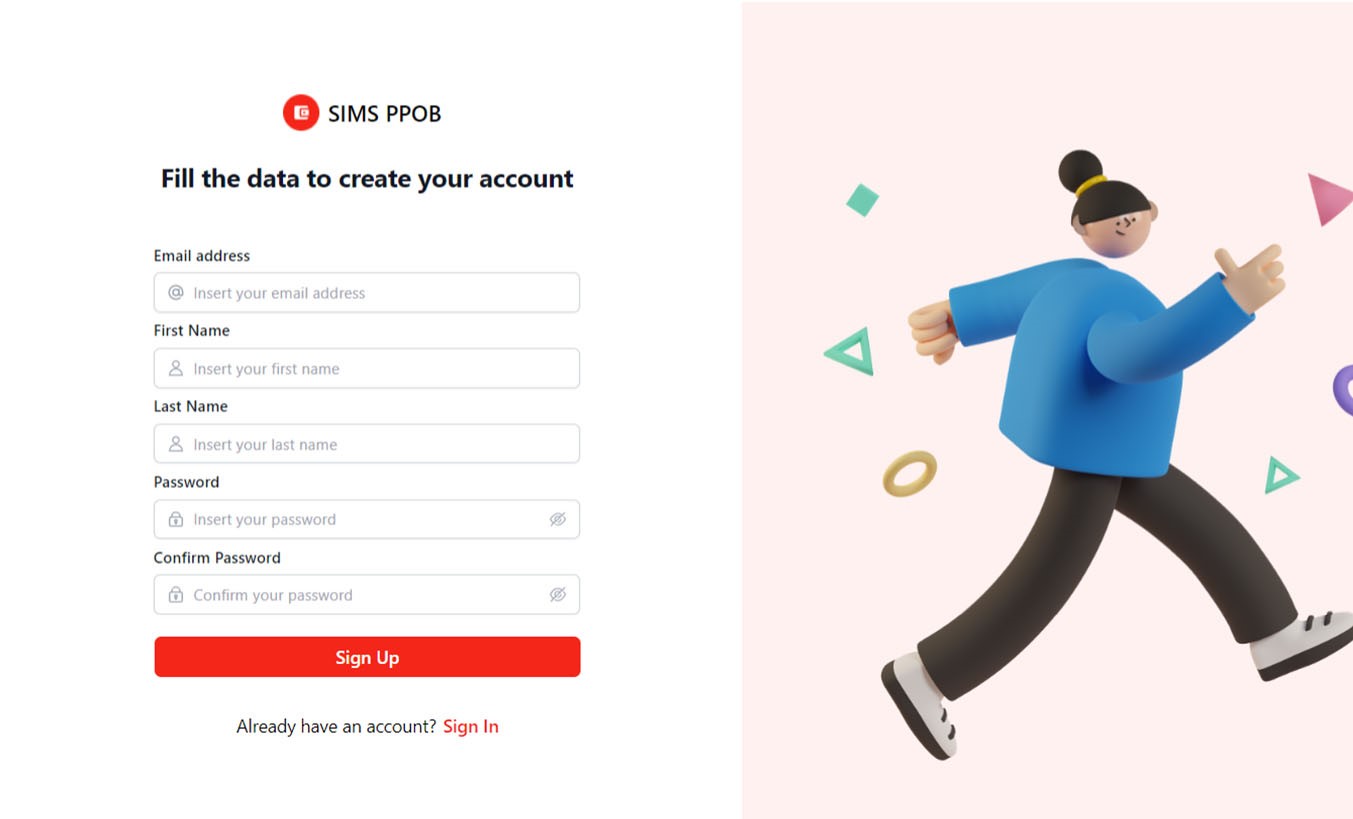 SIMS PPOB
Fill the data to create your account
Email address
Insert your email address
First Name
Insert your first name
Last Name
Insert your last name
Password
Insert your password
Confirm Password
Confirm your password
Sign Up
Already have an account? Sign In